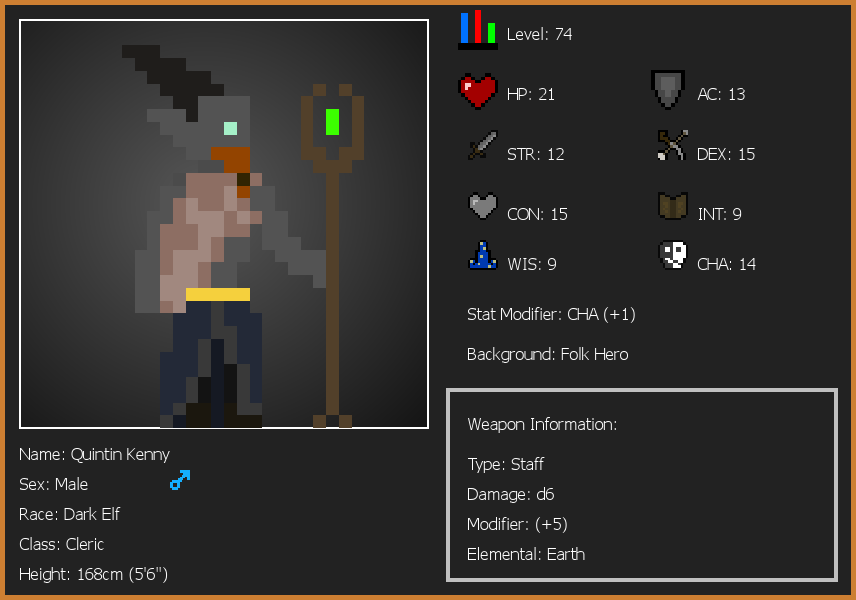 Level: 74
HP: 21
AC: 13
STR: 12
DEX: 15
CON: 15
INT: 9
WIS: 9
CHA: 14
Stat Modifier: CHA (+1)
Background: Folk Hero
Weapon Information:
Type: Staff
Damage: d6
Modifier: (+5)
Elemental: Earth
Name: Quintin Kenny
Sex: Male
Race: Dark Elf
Class: Cleric
Height: 168cm (5'6")